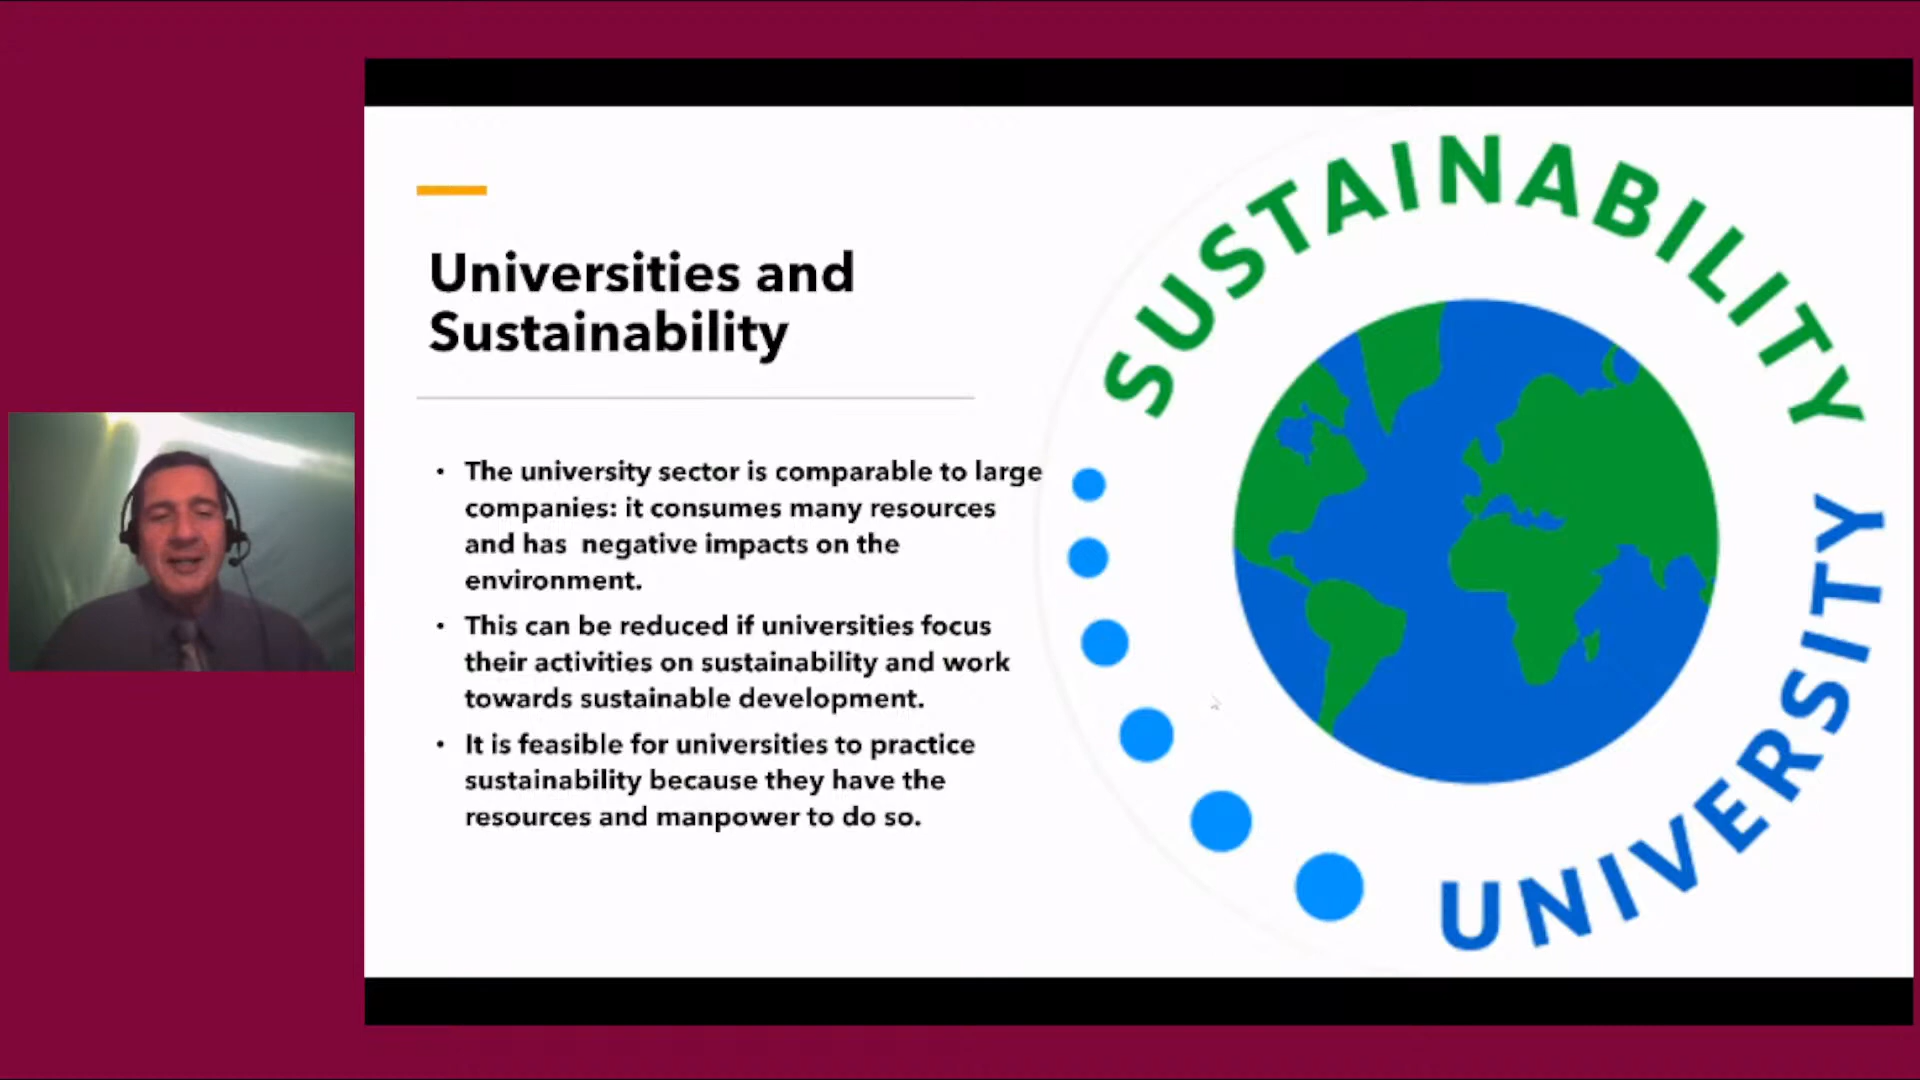 Universities and
Sustainability
• The university sector is comparable to large
companies: it consumes many resources
and has  negative impacts on the
environment.
• This can be reduced if universities focus
their activities on sustainability and work
towards sustainable development.
• It is feasible for universities to practice
sustainability because they have the
resources and manpower to do so.
SUSTAINABILITY
UNIVERSITY